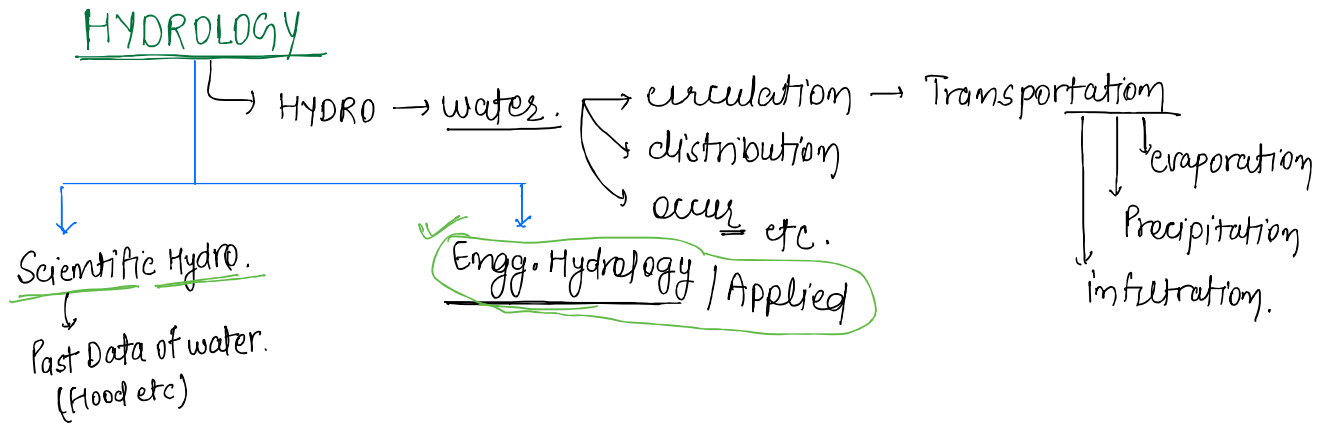 HYDROLOGY
HYDRO → water. → circulation → Transportation
distribution
evaporation
occur etc.
Precipitation
Scientific Hydro.
Engg. Hydrology / Applied
infiltration.
Past Data of water.
(flood etc)